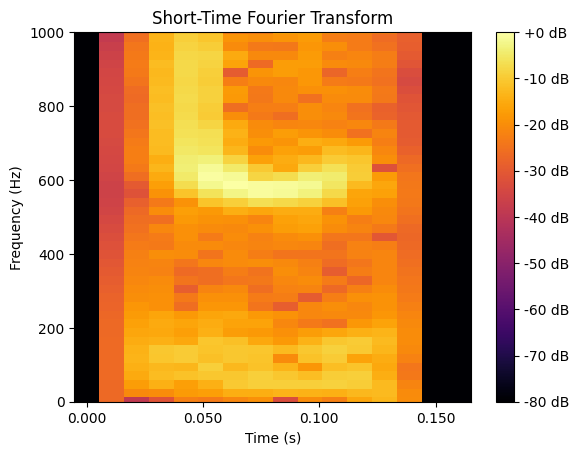 Short-Time Fourier Transform
1000
800
600
400
200
0
Frequency (Hz)
0.000
0.050
0.100
0.150
Time (s)
+0 dB
-10 dB
-20 dB
-30 dB
-40 dB
-50 dB
-60 dB
-70 dB
-80 dB